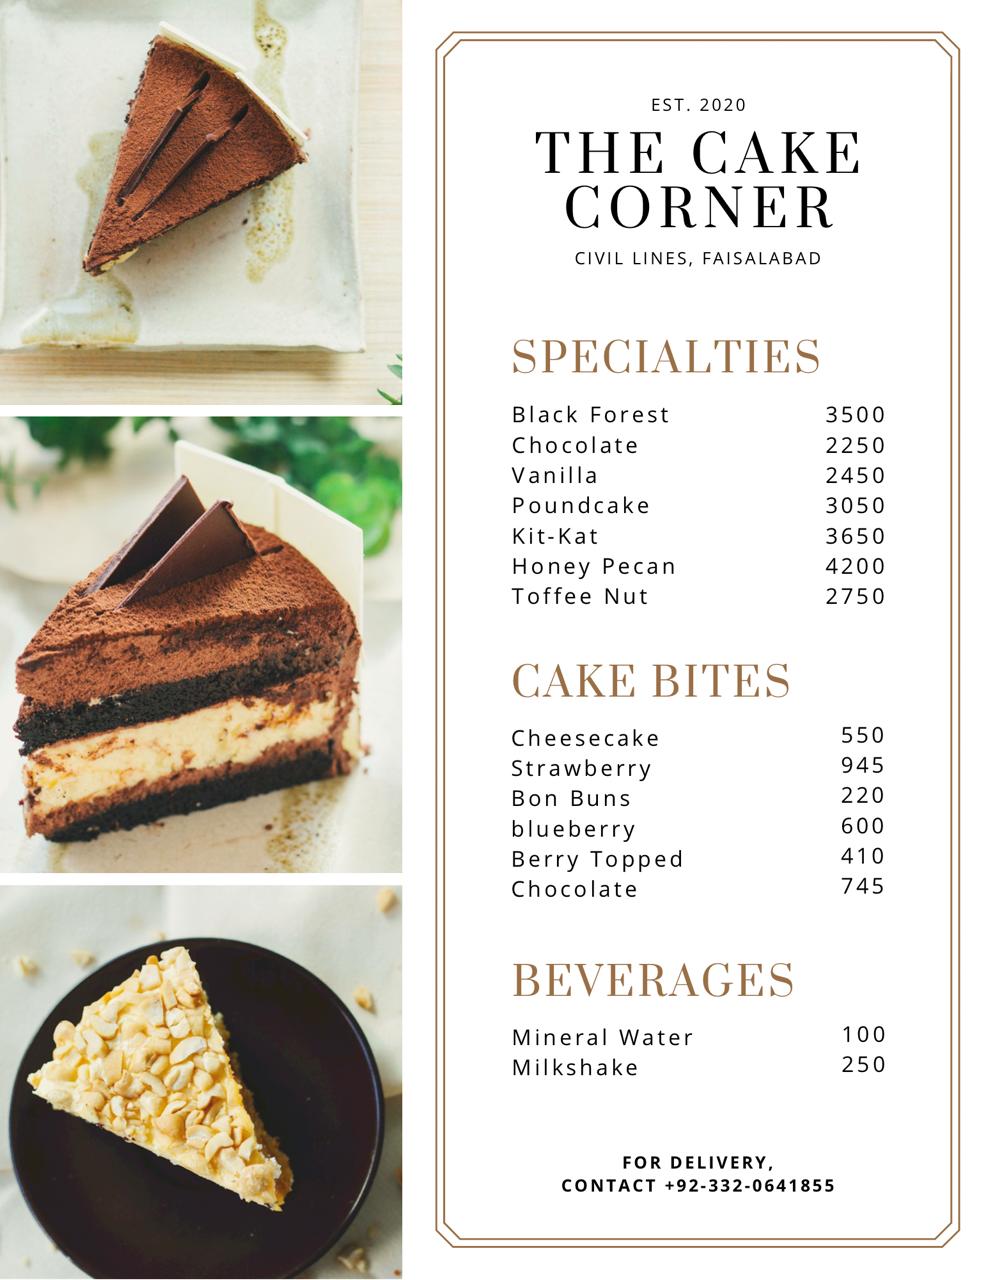 EST. 2020
THE CAKE
CORNER
CIVIL LINES, FAISALABAD
SPECIALTIES
Black Forest 3500
Chocolate 2250
Vanilla 2450
Poundcake 3050
Kit-Kat 3650
Honey Pecan 4200
Toffee Nut 2750
CAKE BITES
Cheesecake 550
Strawberry 945
Bon Buns 220
blueberry 600
Berry Topped 410
Chocolate 745
BEVERAGES
Mineral Water 100
Milkshake 250
FOR DELIVERY,
CONTACT +92-332-0641855